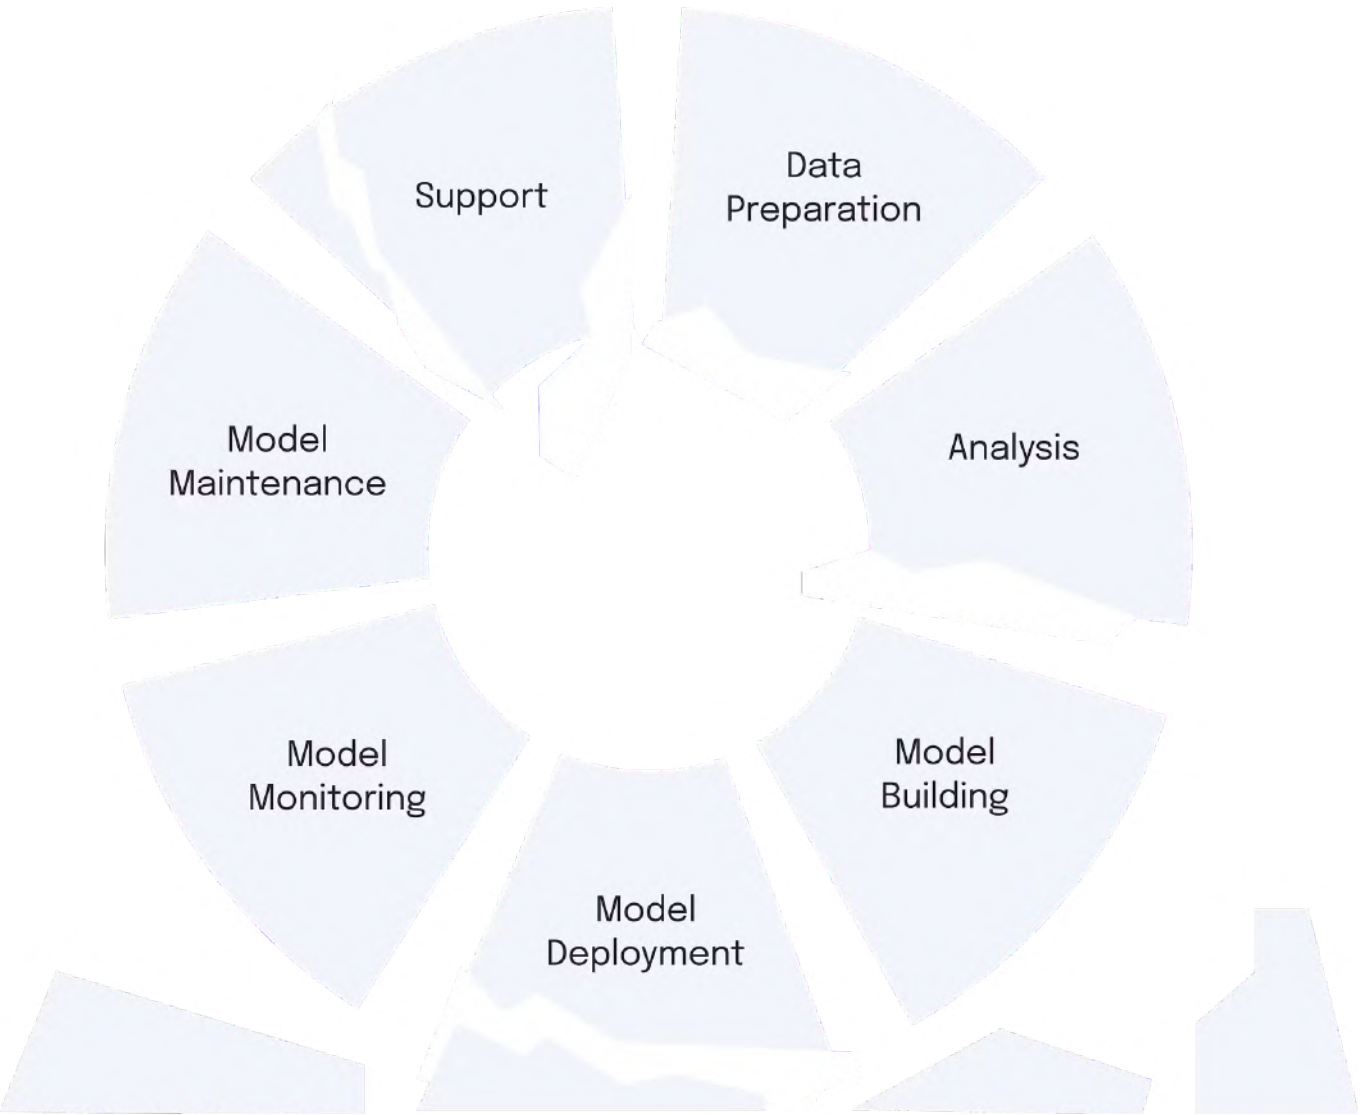 Support
Data
Preparation
Analysis
Model
Maintenance
Model
Building
Model
Monitoring
Model
Deployment